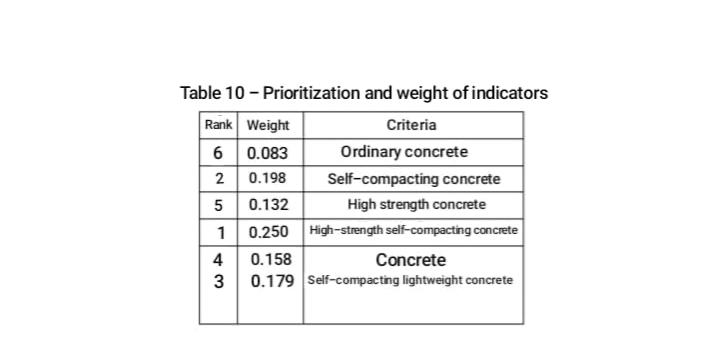 Table 10 – Prioritization and weight of indicators
Rank Weight Criteria
6 0.083 Ordinary concrete
2 0.198 Self-compacting concrete
5 0.132 High strength concrete
1 0.250 High-strength self-compacting concrete
4 0.158 Concrete
3 0.179 Self-compacting lightweight concrete